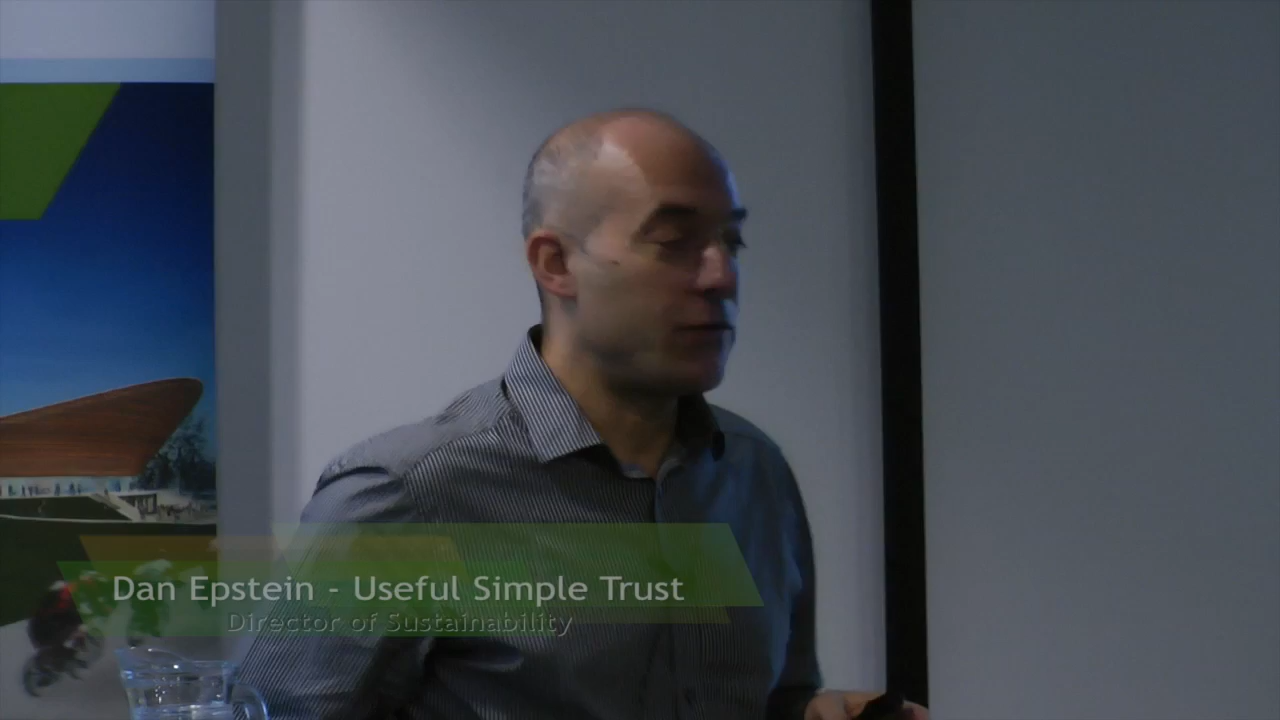 Dan Epstein - Useful Simple Trust
Director of Sustainability